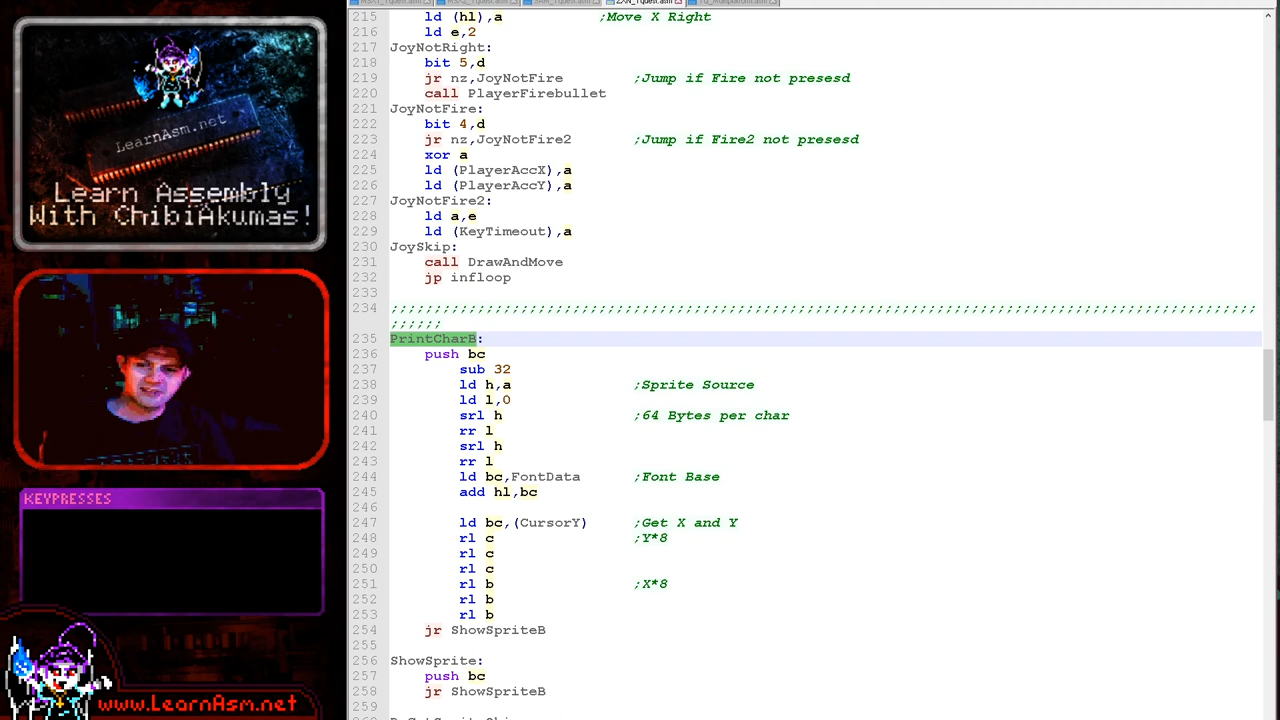 LearnAsm.net
Learn Assembly
With ChibiAkumas!
KEYPRESSES
www.LearnAsm.net
215 ld (hl),a ;Move X Right
216 ld e,2
217 JoyNotRight:
218 bit 5,d
219 jr nz,JoyNotFire ;Jump if Fire not presesd
220 call PlayerFirebullet
221 JoyNotFire:
222 bit 4,d
223 jr nz,JoyNotFire2 ;Jump if Fire2 not presesd
224 xor a
225 ld (PlayerAccX),a
226 ld (PlayerAccY),a
227 JoyNotFire2:
228 ld a,e
229 ld (KeyTimeout),a
230 JoySkip:
231 call DrawAndMove
232 jp infloop
233
234 ;;;;;;;;;;;;;;;;;;;;;;;;;;;;;;;;;;;;;;;;;;;;;;;;;;;;;;;;;;;;;;;;;;;;;;;;;;;;;;;;;;;;;;;;;;;;;;;;;;;;
;;;;;;
235 PrintCharB:
236 push bc
237 sub 32
238 ld h,a ;Sprite Source
239 ld l,0
240 srl h ;64 Bytes per char
241 rr l
242 srl h
243 rr l
244 ld bc,FontData ;Font Base
245 add hl,bc
246
247 ld bc,(CursorY) ;Get X and Y
248 rl c ;Y*8
249 rl c
250 rl c
251 rl b ;X*8
252 rl b
253 rl b
254 jr ShowSpriteB
255
256 ShowSprite:
257 push bc
258 jr ShowSpriteB
259